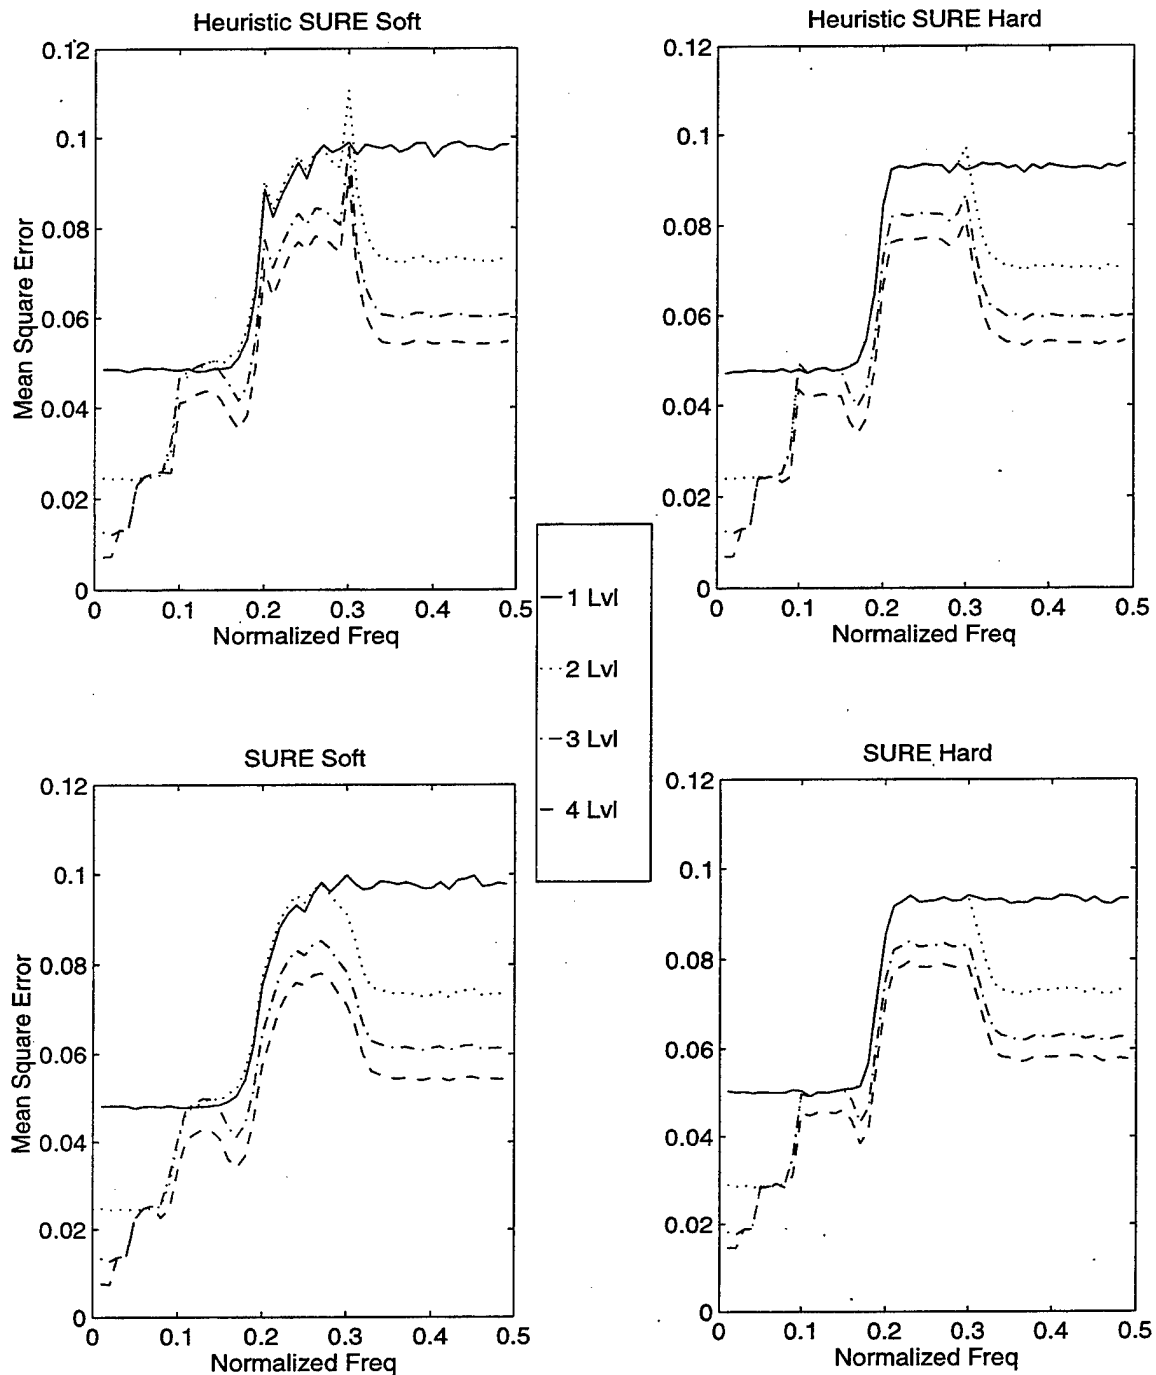 Heuristic SURE Soft
0.12
0.1
0.08
0.06
0.04
0.02
0
0 0.1 0.2 0.3 0.4 0.5
Mean Square Error
Normalized Freq
Heuristic SURE Hard
0.12
0.1
0.08
0.06
0.04
0.02
0
0 0.1 0.2 0.3 0.4 0.5
Normalized Freq
1 Lvl
2 Lvl
3 Lvl
4 Lvl
SURE Soft
0.12
0.1
0.08
0.06
0.04
0.02
0
0 0.1 0.2 0.3 0.4 0.5
Mean Square Error
Normalized Freq
SURE Hard
0.12
0.1
0.08
0.06
0.04
0.02
0
0 0.1 0.2 0.3 0.4 0.5
Normalized Freq